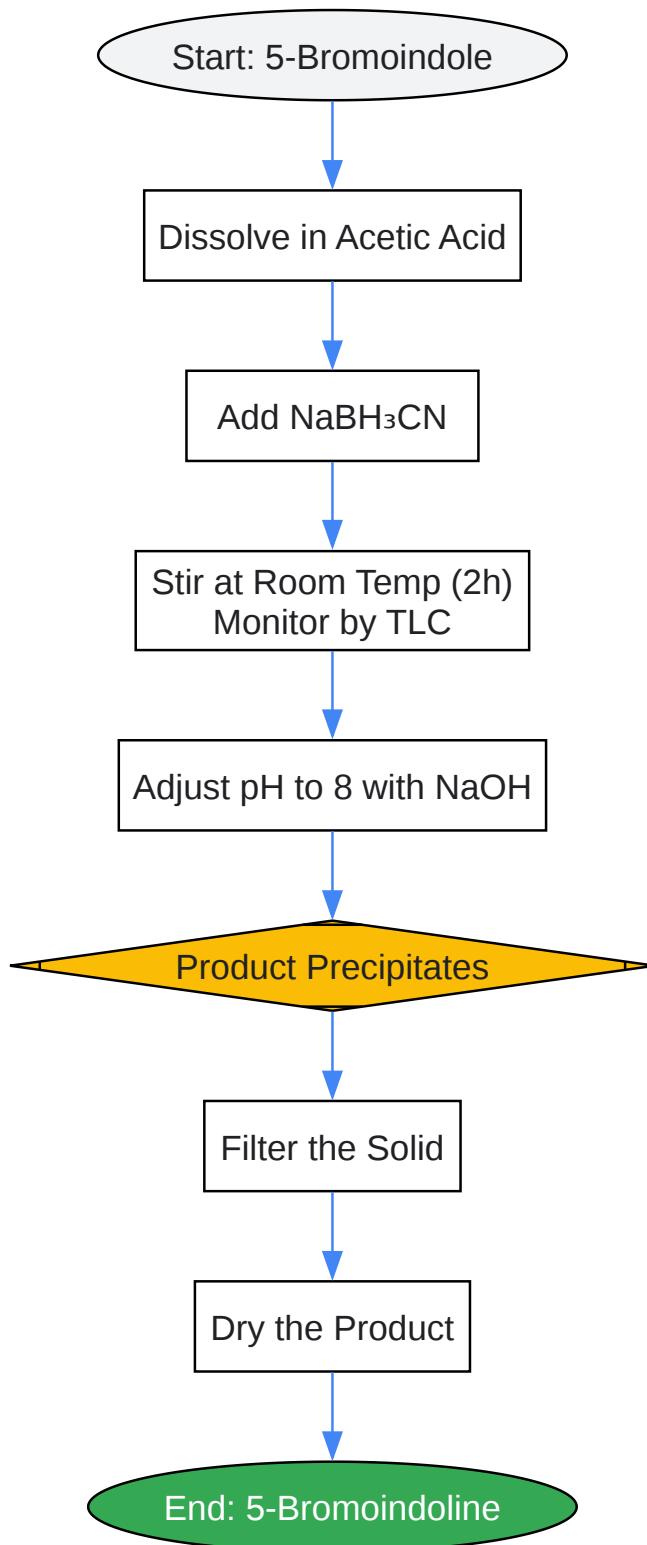 Start: 5-Bromoindole
Dissolve in Acetic Acid
Add NaBH₃CN
Stir at Room Temp (2h)
Monitor by TLC
Adjust pH to 8 with NaOH
Product Precipitates
Filter the Solid
Dry the Product
End: 5-Bromoindoline